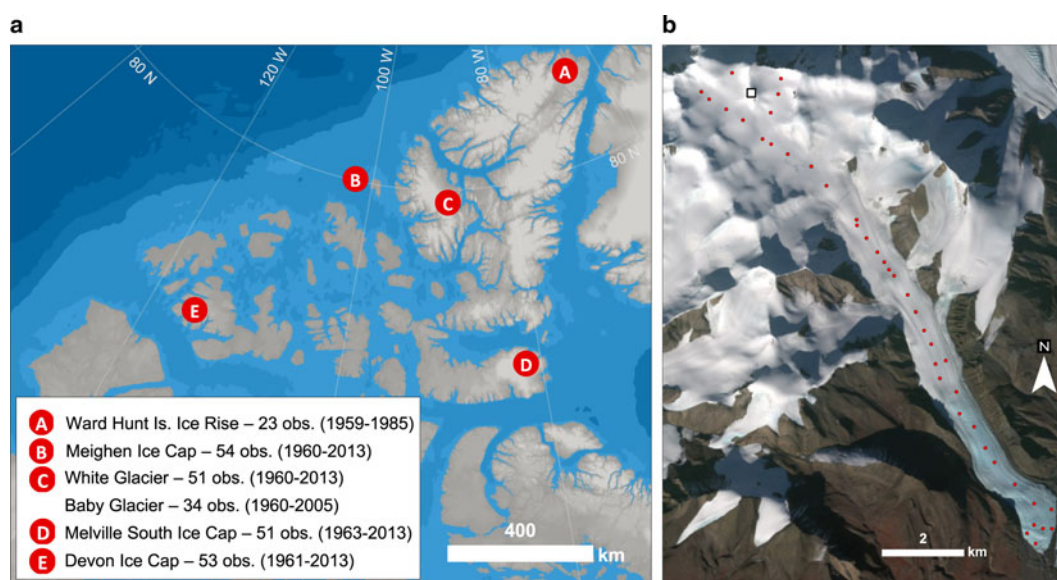 a
80 N
120 W
100 W
80 W
A
80 N
B
C
E
D
A Ward Hunt Is. Ice Rise – 23 obs. (1959-1985)
B Meighen Ice Cap – 54 obs. (1960-2013)
C White Glacier – 51 obs. (1960-2013)
Baby Glacier – 34 obs. (1960-2005)
D Melville South Ice Cap – 51 obs. (1963-2013)
E Devon Ice Cap – 53 obs. (1961-2013)
400
km
b
N
2
km